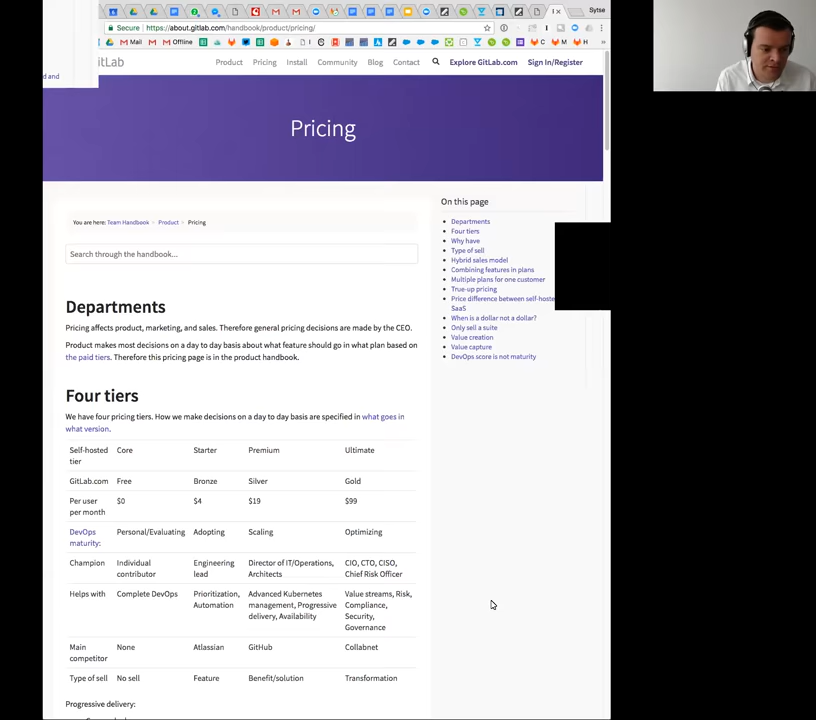 Sytse
Secure https://about.gitlab.com/handbook/product/pricing/
Mail Offline C M H
ed and
itLab Product Pricing Install Community Blog Contact Explore GitLab.com Sign In/Register
Pricing
You are here: Team Handbook > Product > Pricing
Search through the handbook...
On this page
Departments
Four tiers
Why have
Type of sell
Hybrid sales model
Combining features in plans
Multiple plans for one customer
True-up pricing
Price difference between self-hoste
SaaS
When is a dollar not a dollar?
Only sell a suite
Value creation
Value capture
DevOps score is not maturity
Departments
Pricing affects product, marketing, and sales. Therefore general pricing decisions are made by the CEO.
Product makes most decisions on a day to day basis about what feature should go in what plan based on
the paid tiers. Therefore this pricing page is in the product handbook.
Four tiers
We have four pricing tiers. How we make decisions on a day to day basis are specified in what goes in
what version.
Self-hosted Core Starter Premium Ultimate
tier
GitLab.com Free Bronze Silver Gold
Per user $0 $4 $19 $99
per month
DevOps Personal/Evaluating Adopting Scaling Optimizing
maturity:
Champion Individual Engineering Director of IT/Operations, CIO, CTO, CISO,
contributor lead Architects Chief Risk Officer
Helps with Complete DevOps Prioritization, Advanced Kubernetes Value streams, Risk,
Automation management, Progressive Compliance,
delivery, Availability Security,
Governance
Main None Atlassian GitHub Collabnet
competitor
Type of sell No sell Feature Benefit/solution Transformation
Progressive delivery: